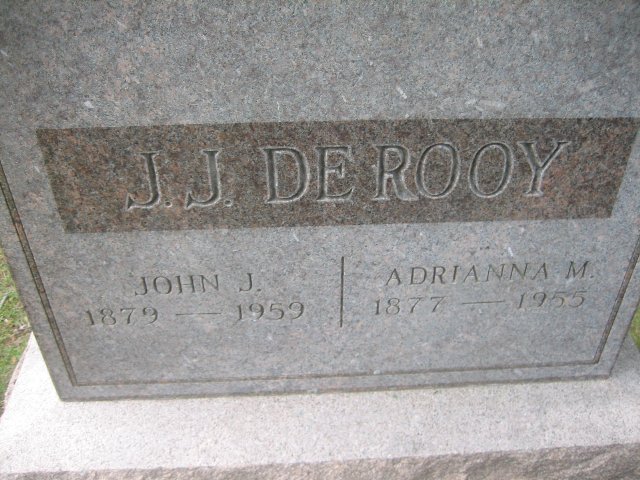 J.J. DE ROOY
JOHN J.
1879 — 1959
ADRIANNA M.
1877 — 1955